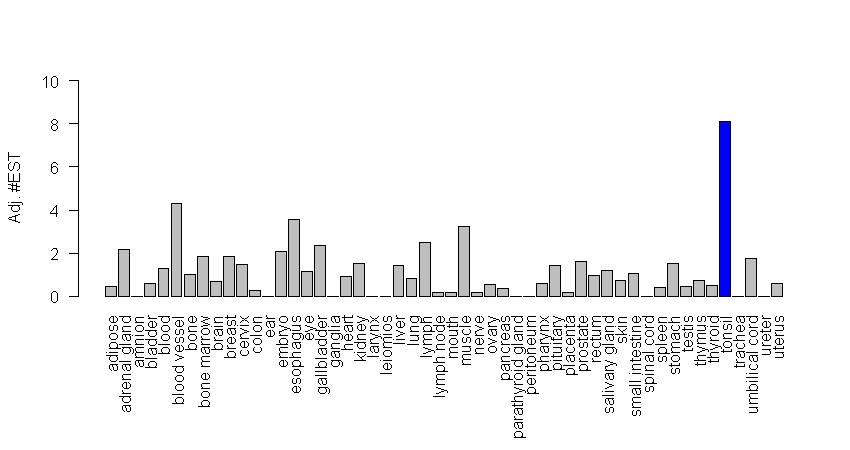 Adj. #EST
10
8
6
4
2
0
adipose
adrenal gland
amnion
bladder
blood
blood vessel
bone
bone marrow
brain
breast
cervix
colon
ear
embryo
esophagus
eye
gallbladder
ganglia
heart
kidney
larynx
leiomios
liver
lung
lymph
lymph node
mouth
muscle
nerve
ovary
pancreas
parathyroid gland
peritoneum
pharynx
pituitary
placenta
prostate
rectum
salivary gland
skin
small intestine
spinal cord
spleen
stomach
testis
thymus
thyroid
tonsil
trachea
umbilical cord
ureter
uterus